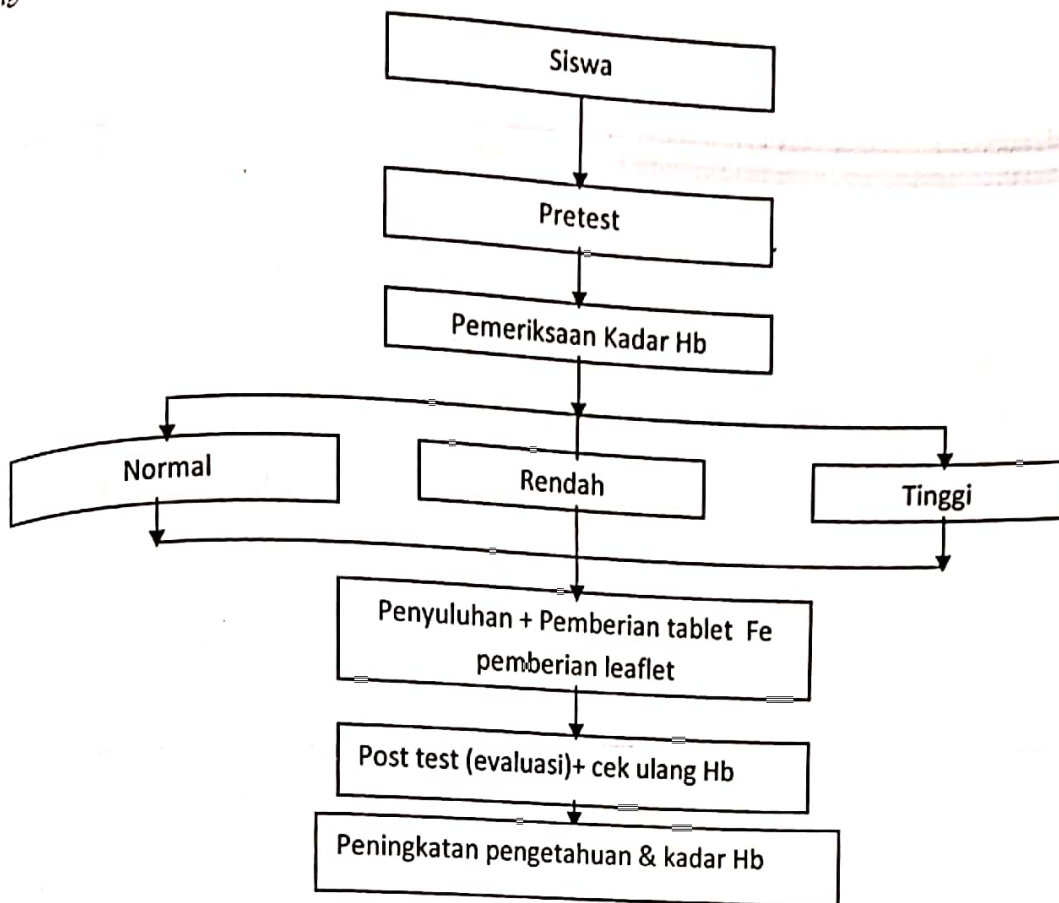 Siswa
Pretest
Pemeriksaan Kadar Hb
Normal
Rendah
Tinggi
Penyuluhan + Pemberian tablet Fe
pemberian leaflet
Post test (evaluasi)+ cek ulang Hb
Peningkatan pengetahuan & kadar Hb